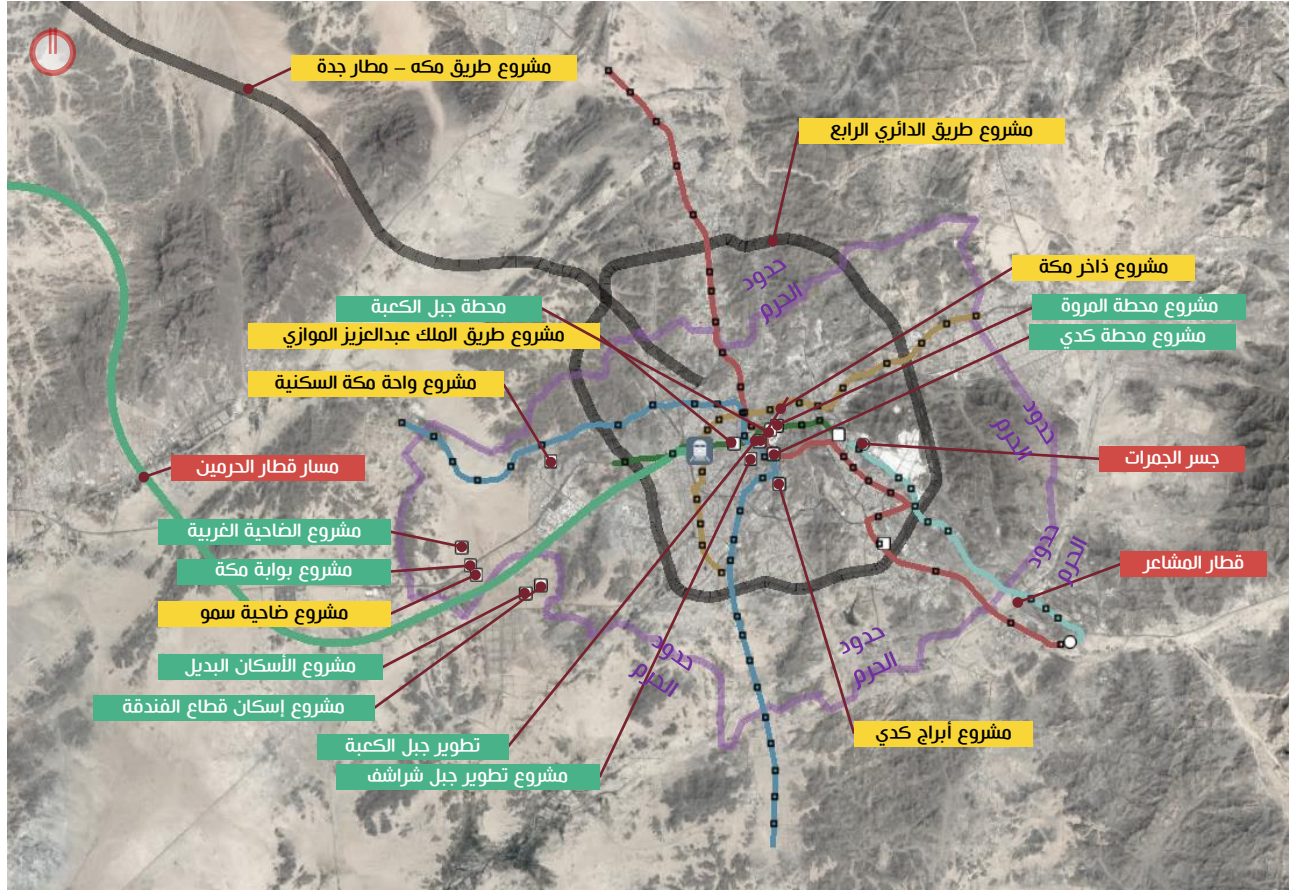 مشروع طريق مكه – مطار جدة
مشروع طريق الدائري الرابع
حدود
الحرم
مشروع ذاخر مكة
مشروع محطة المروة
مشروع محطة كدي
محطة جبل الكعبة
مشروع طريق الملك عبدالعزيز الموازي
مشروع واحة مكة السكنية
حدود
الحرم
جسر الجمرات
مسار قطار الحرمين
مشروع الضاحية الغربية
مشروع بوابة مكة
مشروع ضاحية سمو
حدود
الحرم
قطار المشاعر
مشروع الأسكان البديل
مشروع إسكان قطاع الفندقة
حدود
الحرم
حدود
الحرم
مشروع أبراج كدي
تطوير جبل الكعبة
مشروع تطوير جبل شراشف